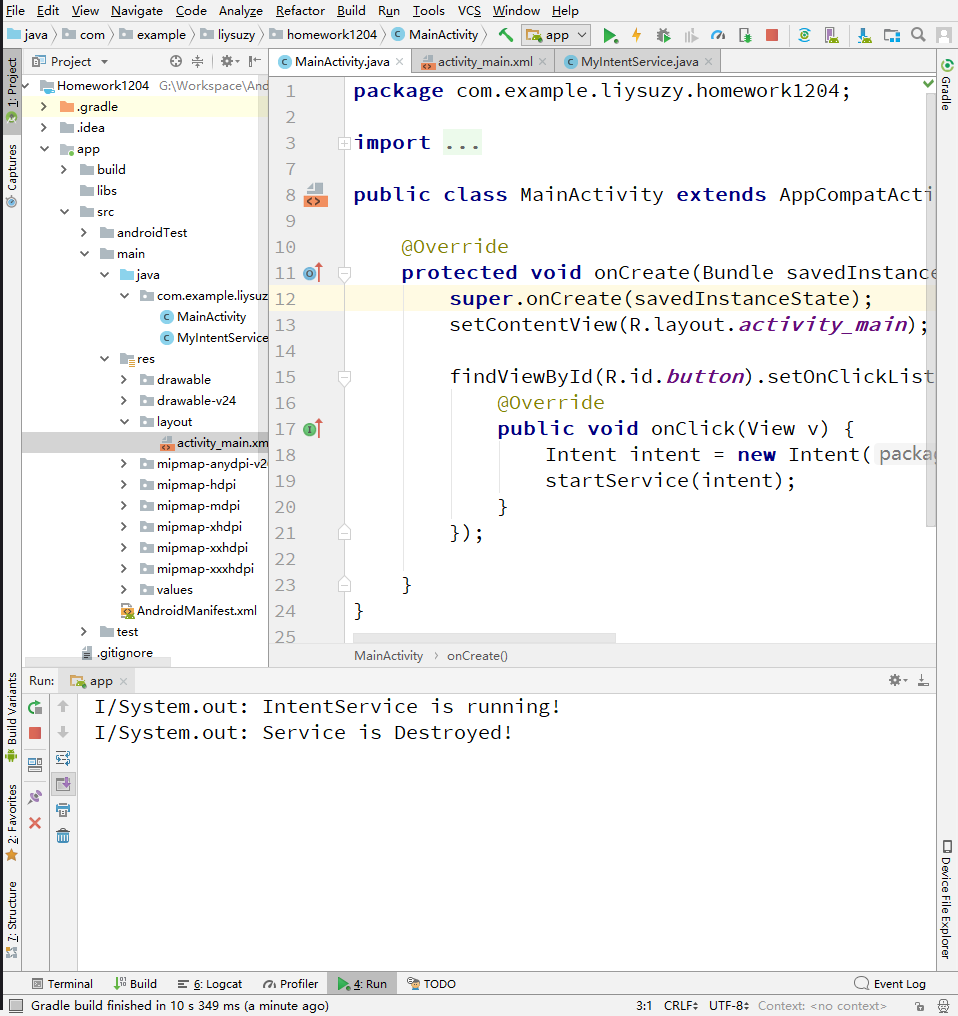 File Edit View Navigate Code Analyze Refactor Build Run Tools VCS Window Help
java com example liysuzy homework1204 MainActivity app
Project
MainActivity.java activity_main.xml MyIntentService.java
1: Project
Captures
Build Variants
2: Favorites
7: Structure
Gradle
Device File Explorer
Homework1204 G:\Workspace\And
.gradle
.idea
app
build
libs
src
androidTest
main
java
com.example.liysuz
MainActivity
MyIntentService
res
drawable
drawable-v24
layout
activity_main.xm
mipmap-anydpi-v2
mipmap-hdpi
mipmap-mdpi
mipmap-xhdpi
mipmap-xxhdpi
mipmap-xxxhdpi
values
AndroidManifest.xml
test
.gitignore
1 package com.example.liysuzy.homework1204;
2
3 import ...
7
8 public class MainActivity extends AppCompatActi
9
10 @Override
11 protected void onCreate(Bundle savedInstance
12 super.onCreate(savedInstanceState);
13 setContentView(R.layout.activity_main);
14
15 findViewById(R.id.button).setOnClickList
16 @Override
17 public void onClick(View v) {
18 Intent intent = new Intent( packag
19 startService(intent);
20 }
21 });
22
23 }
24 }
25
MainActivity › onCreate()
Run: app
I/System.out: IntentService is running!
I/System.out: Service is Destroyed!
Terminal Build 6: Logcat Profiler 4: Run TODO Event Log
Gradle build finished in 10 s 349 ms (a minute ago) 3:1 CRLF UTF-8 Context: <no context>